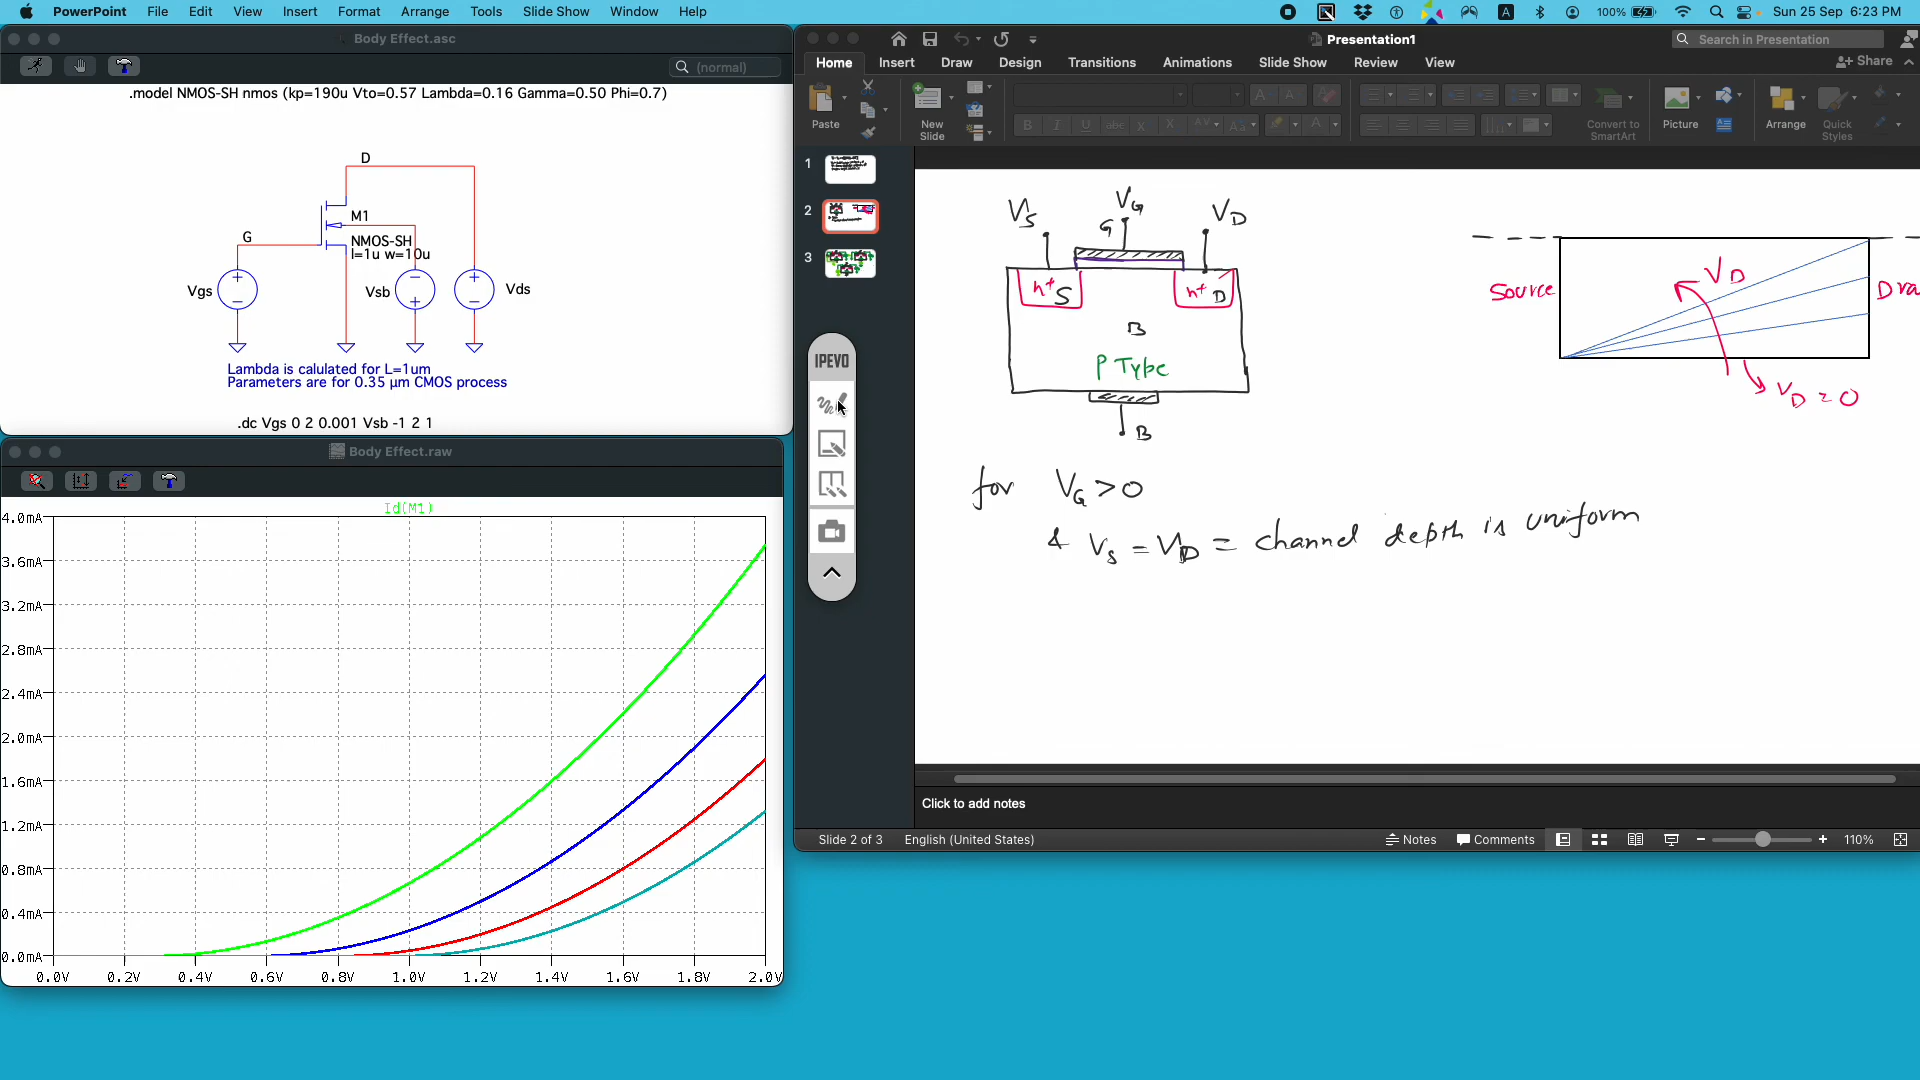 PowerPoint File Edit View Insert Format Arrange Tools Slide Show Window Help
A 100% Sun 25 Sep 6:23 PM
Body Effect.asc
(normal)
.model NMOS-SH nmos (kp=190u Vto=0.57 Lambda=0.16 Gamma=0.50 Phi=0.7)
D
M1
G
NMOS-SH
l=1u w=10u
Vgs
Vsb
Vds
Lambda is calulated for L=1um
Parameters are for 0.35 µm CMOS process
.dc Vgs 0 2 0.001 Vsb -1 2 1
Body Effect.raw
Id(M1)
4.0mA
3.6mA
3.2mA
2.8mA
2.4mA
2.0mA
1.6mA
1.2mA
0.8mA
0.4mA
0.0mA
0.0V 0.2V 0.4V 0.6V 0.8V 1.0V 1.2V 1.4V 1.6V 1.8V 2.0V
Presentation1
Search in Presentation
Home Insert Draw Design Transitions Animations Slide Show Review View
Share
Paste
New
Slide
B I U abc X X AV Aa A
Convert to
SmartArt
Picture
Arrange
Quick
Styles
1
2
3
IPEVO
VS
VG
G
VD
n+ S
n+ D
B
P Type
B
Source
VD
Dra
VD = 0
for VG > 0
& VS = VD = channel depth is uniform
Click to add notes
Slide 2 of 3 English (United States) Notes Comments 110%